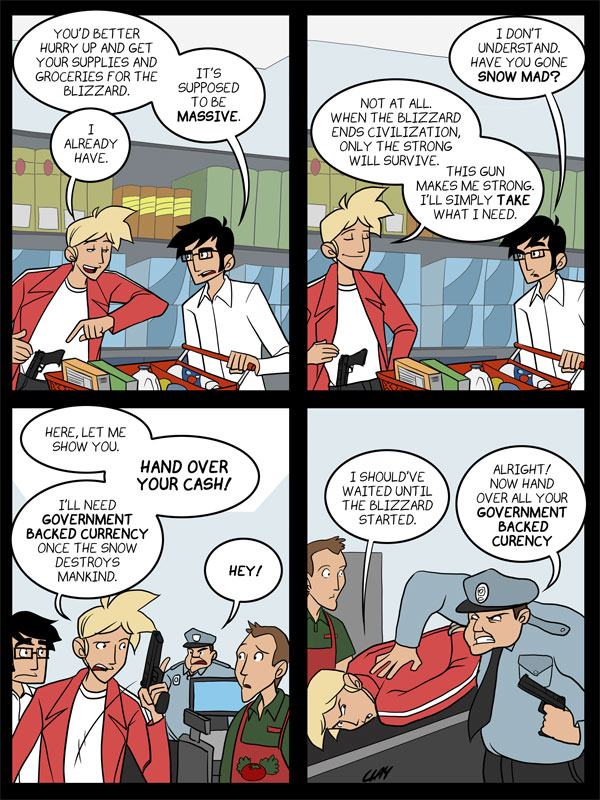 YOU'D BETTER
HURRY UP AND GET
YOUR SUPPLIES AND
GROCERIES FOR THE
BLIZZARD.
IT'S
SUPPOSED
TO BE
MASSIVE.
I
ALREADY
HAVE.
I DON'T
UNDERSTAND.
HAVE YOU GONE
SNOW MAD?
NOT AT ALL.
WHEN THE BLIZZARD
ENDS CIVILIZATION,
ONLY THE STRONG
WILL SURVIVE.
THIS GUN
MAKES ME STRONG.
I'LL SIMPLY TAKE
WHAT I NEED.
HERE, LET ME
SHOW YOU.
HAND OVER
YOUR CASH!
I'LL NEED
GOVERNMENT
BACKED CURRENCY
ONCE THE SNOW
DESTROYS
MANKIND.
HEY!
I SHOULD'VE
WAITED UNTIL
THE BLIZZARD
STARTED.
ALRIGHT!
NOW HAND
OVER ALL YOUR
GOVERNMENT
BACKED
CURENCY
CLAY